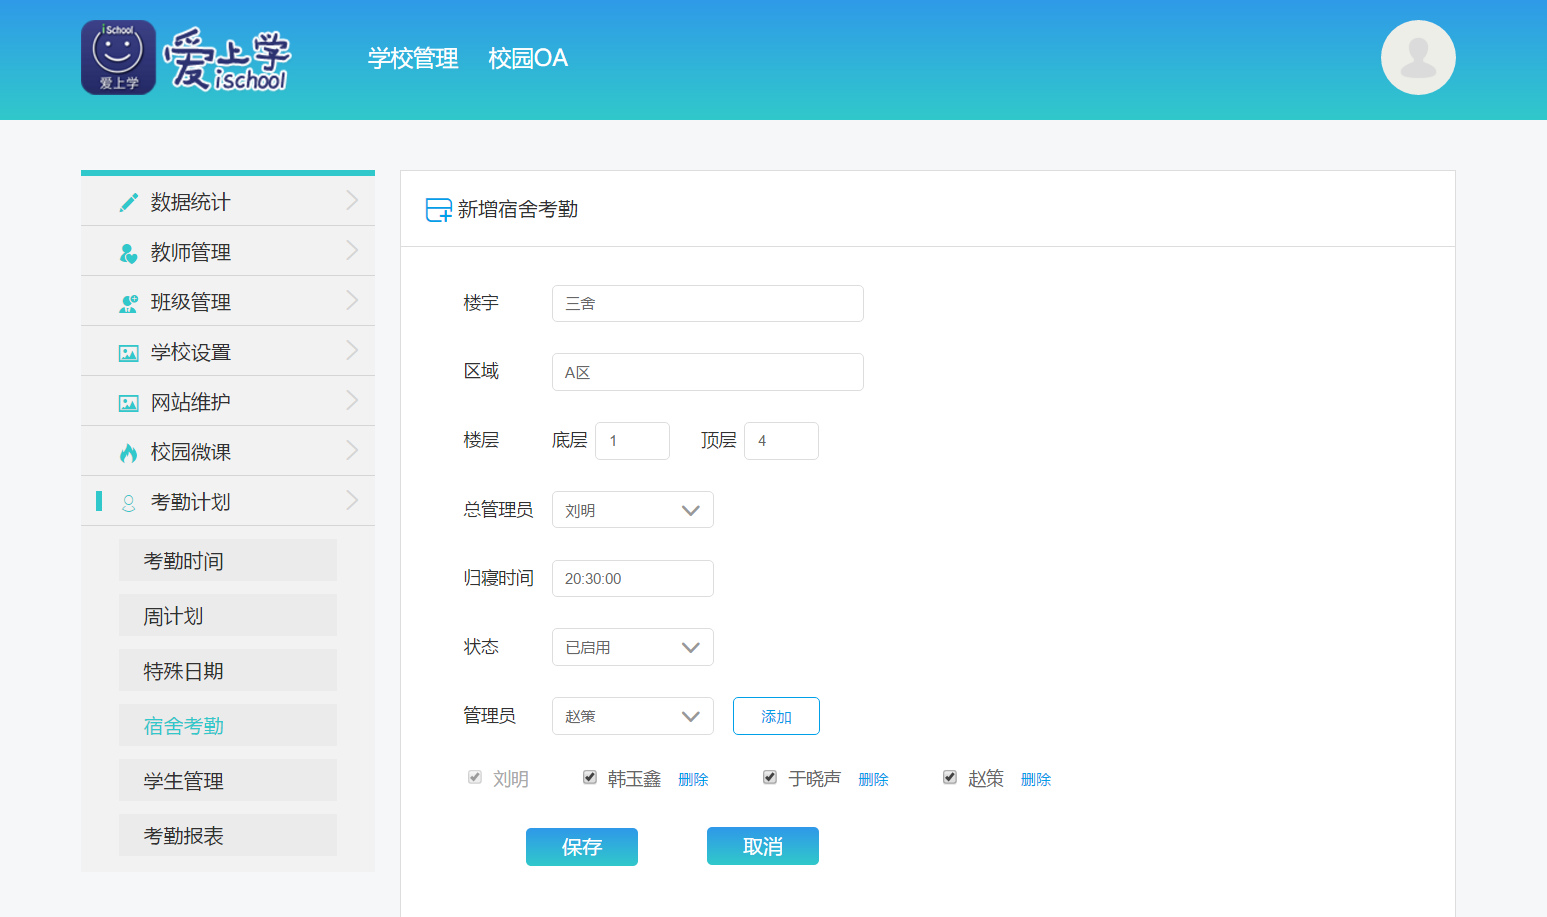 iSchool
爱上学
爱上学
ischool
学校管理 校园OA
数据统计
教师管理
班级管理
学校设置
网站维护
校园微课
考勤计划
考勤时间
周计划
特殊日期
宿舍考勤
学生管理
考勤报表
新增宿舍考勤
楼宇 三舍
区域 A区
楼层 底层 1 顶层 4
总管理员 刘明
归寝时间 20:30:00
状态 已启用
管理员 赵策 添加
刘明 韩玉鑫 删除 于晓声 删除 赵策 删除
保存 取消